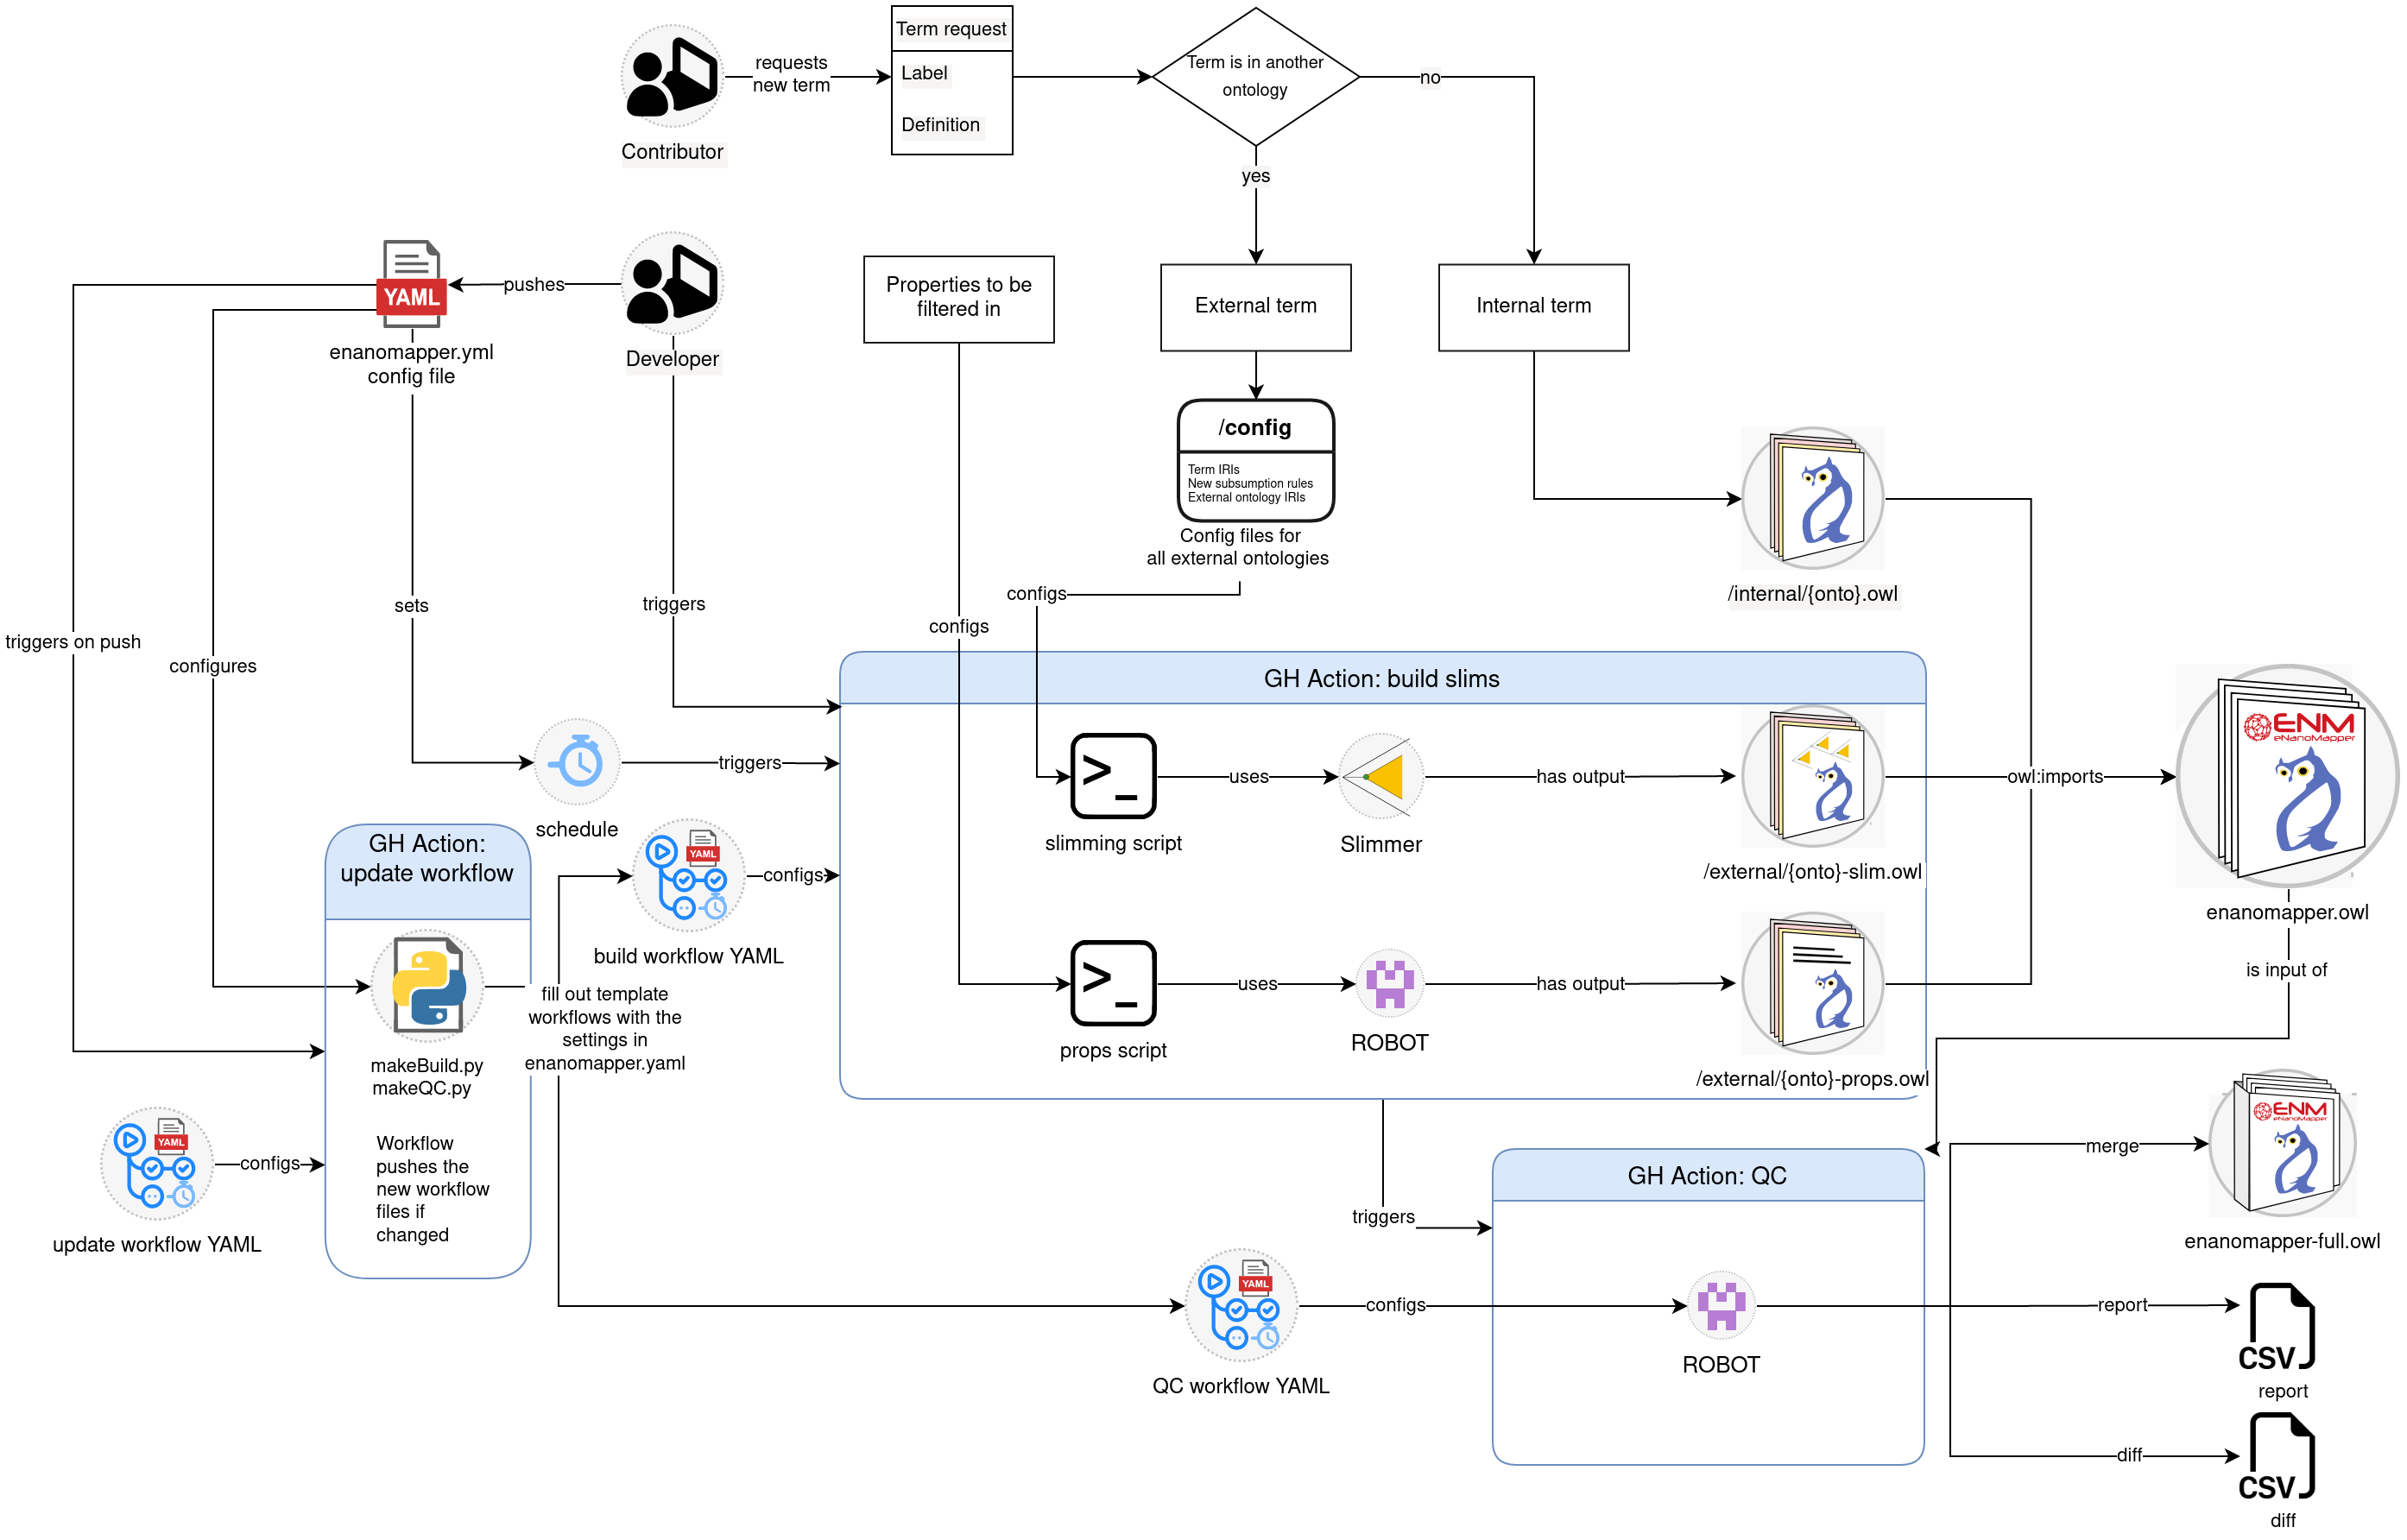 Term request
Label
Definition
requests
new term
Contributor
Term is in another
ontology
no
yes
YAML
pushes
Developer
enanomapper.yml
config file
Properties to be
filtered in
External term
Internal term
/config
Term IRIs
New subsumption rules
External ontology IRIs
Config files for
all external ontologies
configs
/internal/{onto}.owl
sets
triggers
configs
triggers on push
configures
GH Action: build slims
ENM
eNanoMapper
schedule
triggers
slimming script
uses
Slimmer
has output
/external/{onto}-slim.owl
owl:imports
enanomapper.owl
is input of
GH Action:
update workflow
YAML
configs
build workflow YAML
fill out template
workflows with the
settings in
enanomapper.yaml
makeBuild.py
makeQC.py
props script
uses
ROBOT
has output
/external/{onto}-props.owl
Workflow
pushes the
new workflow
files if
changed
YAML
configs
update workflow YAML
triggers
GH Action: QC
merge
ENM
eNanoMapper
enanomapper-full.owl
YAML
configs
QC workflow YAML
ROBOT
report
CSV
report
diff
CSV
diff